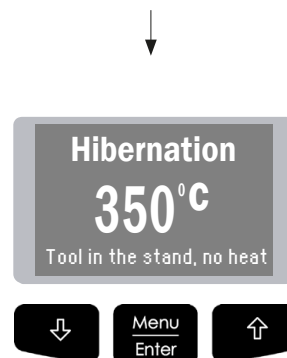 Hibernation
350°C
Tool in the stand, no heat
Menu
Enter